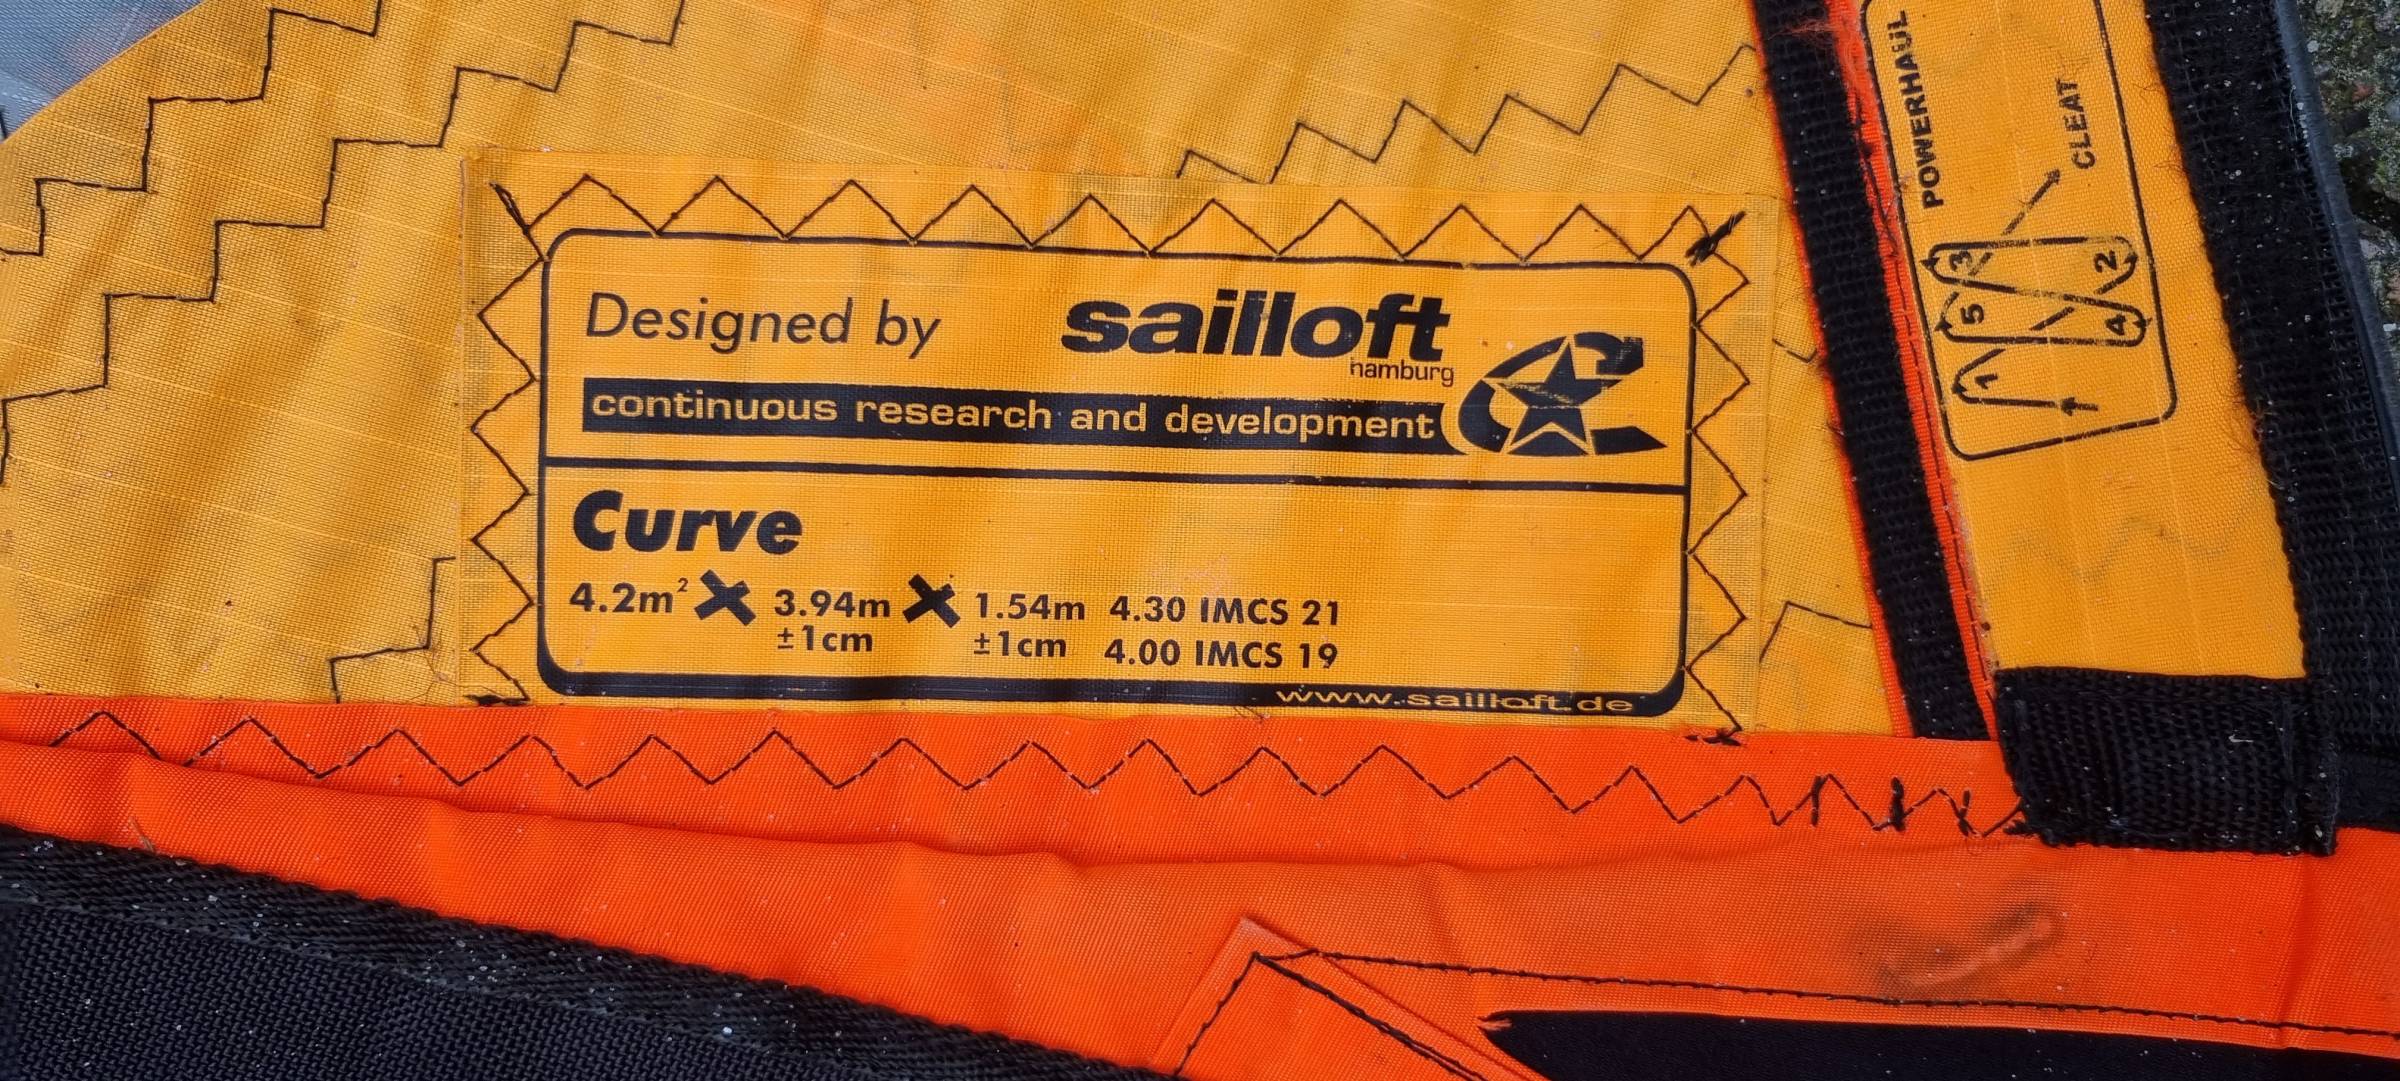 Designed by sailloft
hamburg
continuous research and development
Curve
4.2m² X 3.94m X 1.54m 4.30 IMCS 21
±1cm ±1cm 4.00 IMCS 19
www.sailloft.de
POWERHAUL
CLEAT
3 2
5 4
1